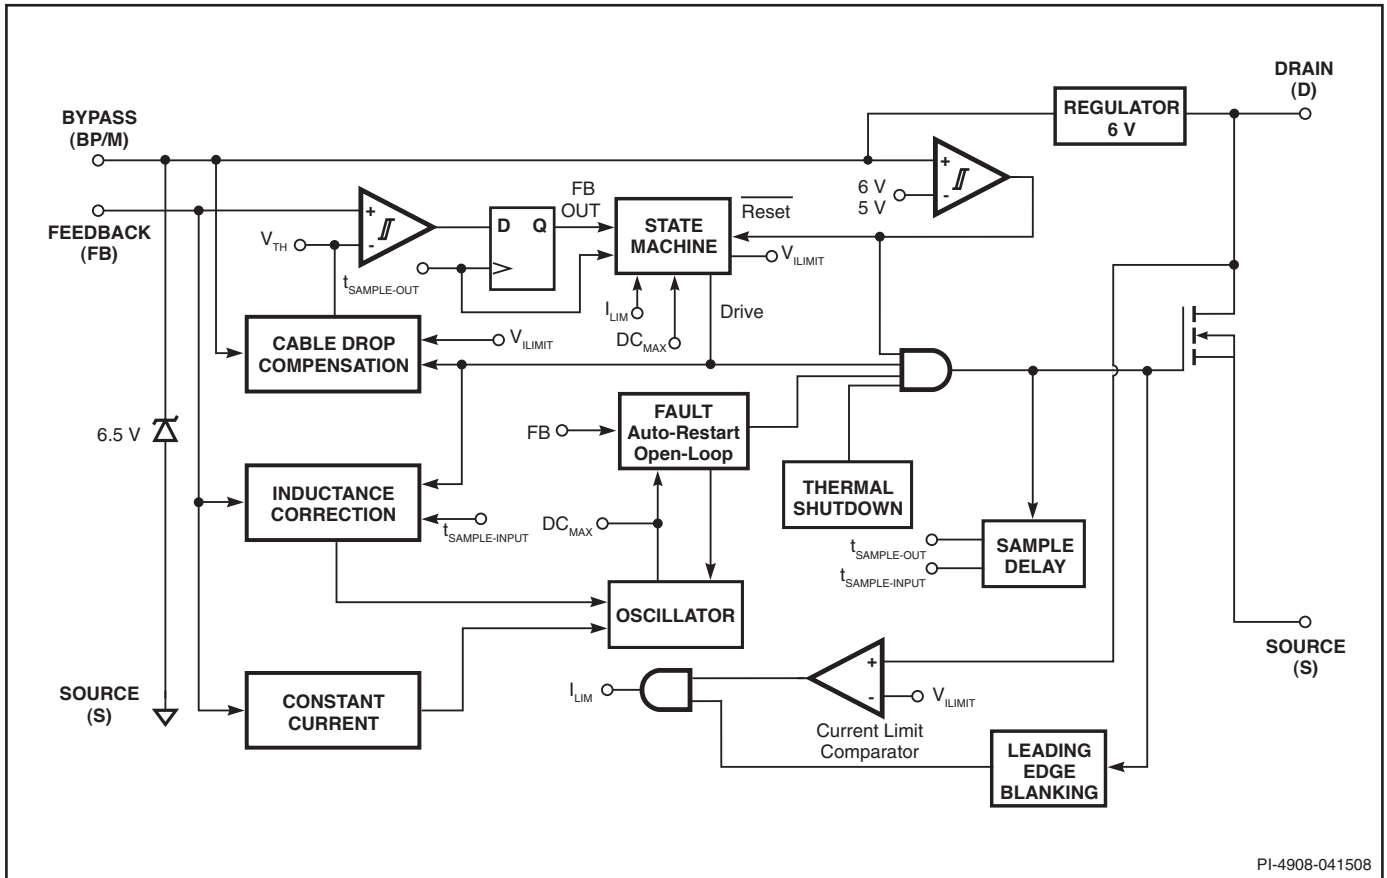 DRAIN
(D)
REGULATOR
6 V
BYPASS
(BP/M)
+
-
6 V
5 V
FEEDBACK
(FB)
+
-
V_TH
t_SAMPLE-OUT
D
Q
FB
OUT
STATE
MACHINE
Reset
V_ILIMIT
I_LIM
DC_MAX
Drive
CABLE DROP
COMPENSATION
V_ILIMIT
6.5 V
FB
FAULT
Auto-Restart
Open-Loop
THERMAL
SHUTDOWN
INDUCTANCE
CORRECTION
t_SAMPLE-INPUT
DC_MAX
t_SAMPLE-OUT
t_SAMPLE-INPUT
SAMPLE
DELAY
OSCILLATOR
SOURCE
(S)
SOURCE
(S)
CONSTANT
CURRENT
I_LIM
+
-
V_ILIMIT
Current Limit
Comparator
LEADING
EDGE
BLANKING
PI-4908-041508